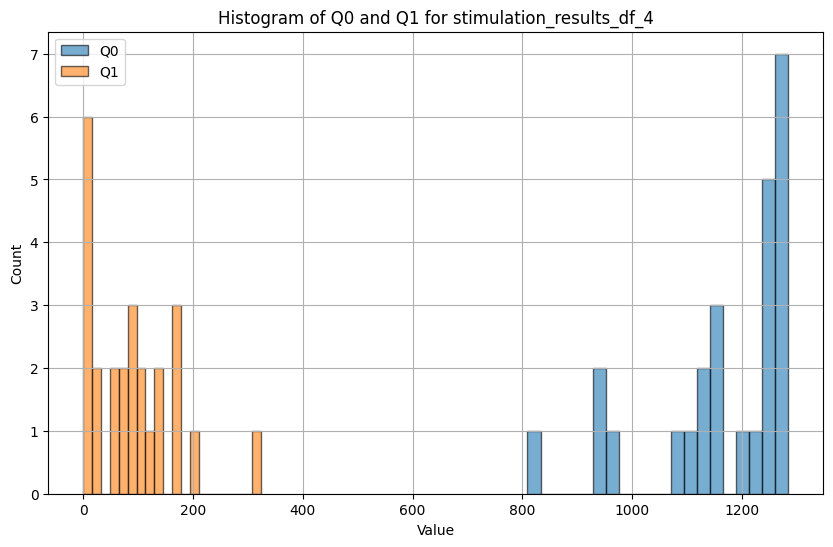 Histogram of Q0 and Q1 for stimulation_results_df_4
Q0
Q1
7
6
5
4
3
2
1
0
Count
0 200 400 600 800 1000 1200
Value